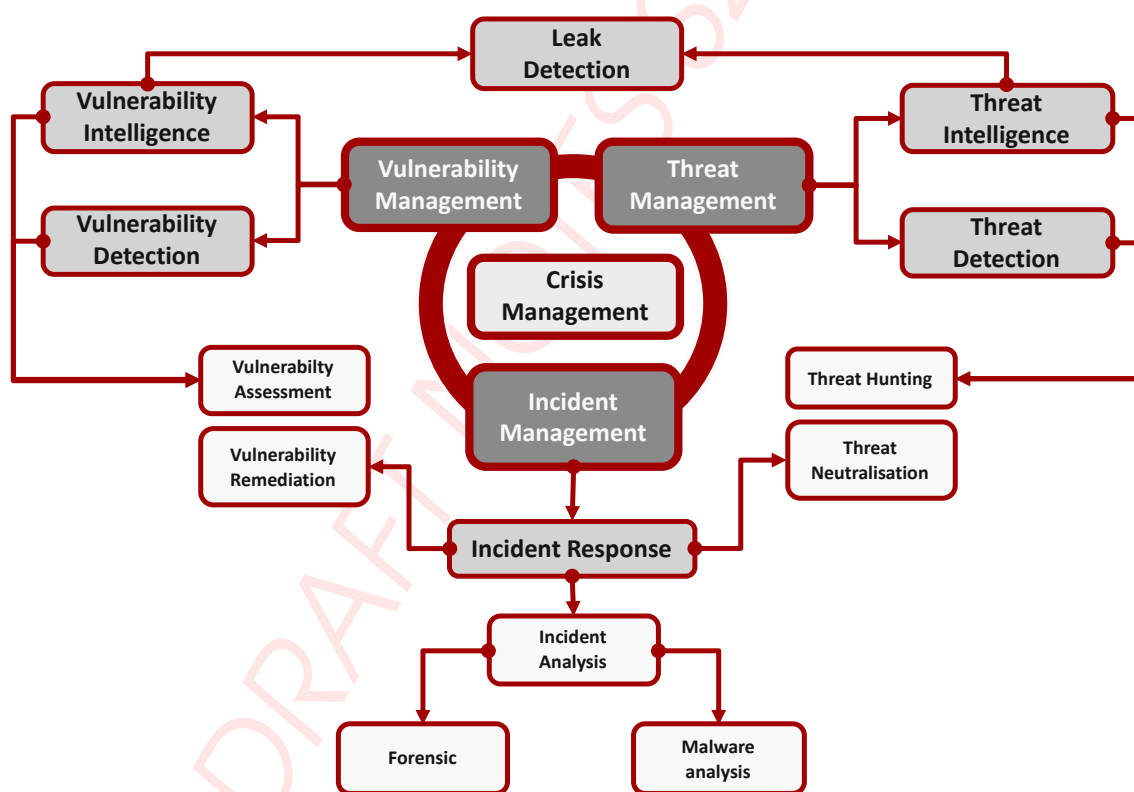 Leak
Detection
Vulnerability
Intelligence
Threat
Intelligence
Vulnerability
Management
Threat
Management
Vulnerability
Detection
Threat
Detection
Crisis
Management
Vulnerabilty
Assessment
Threat Hunting
Incident
Management
Vulnerability
Remediation
Threat
Neutralisation
Incident Response
Incident
Analysis
Forensic
Malware
analysis
DRAFT